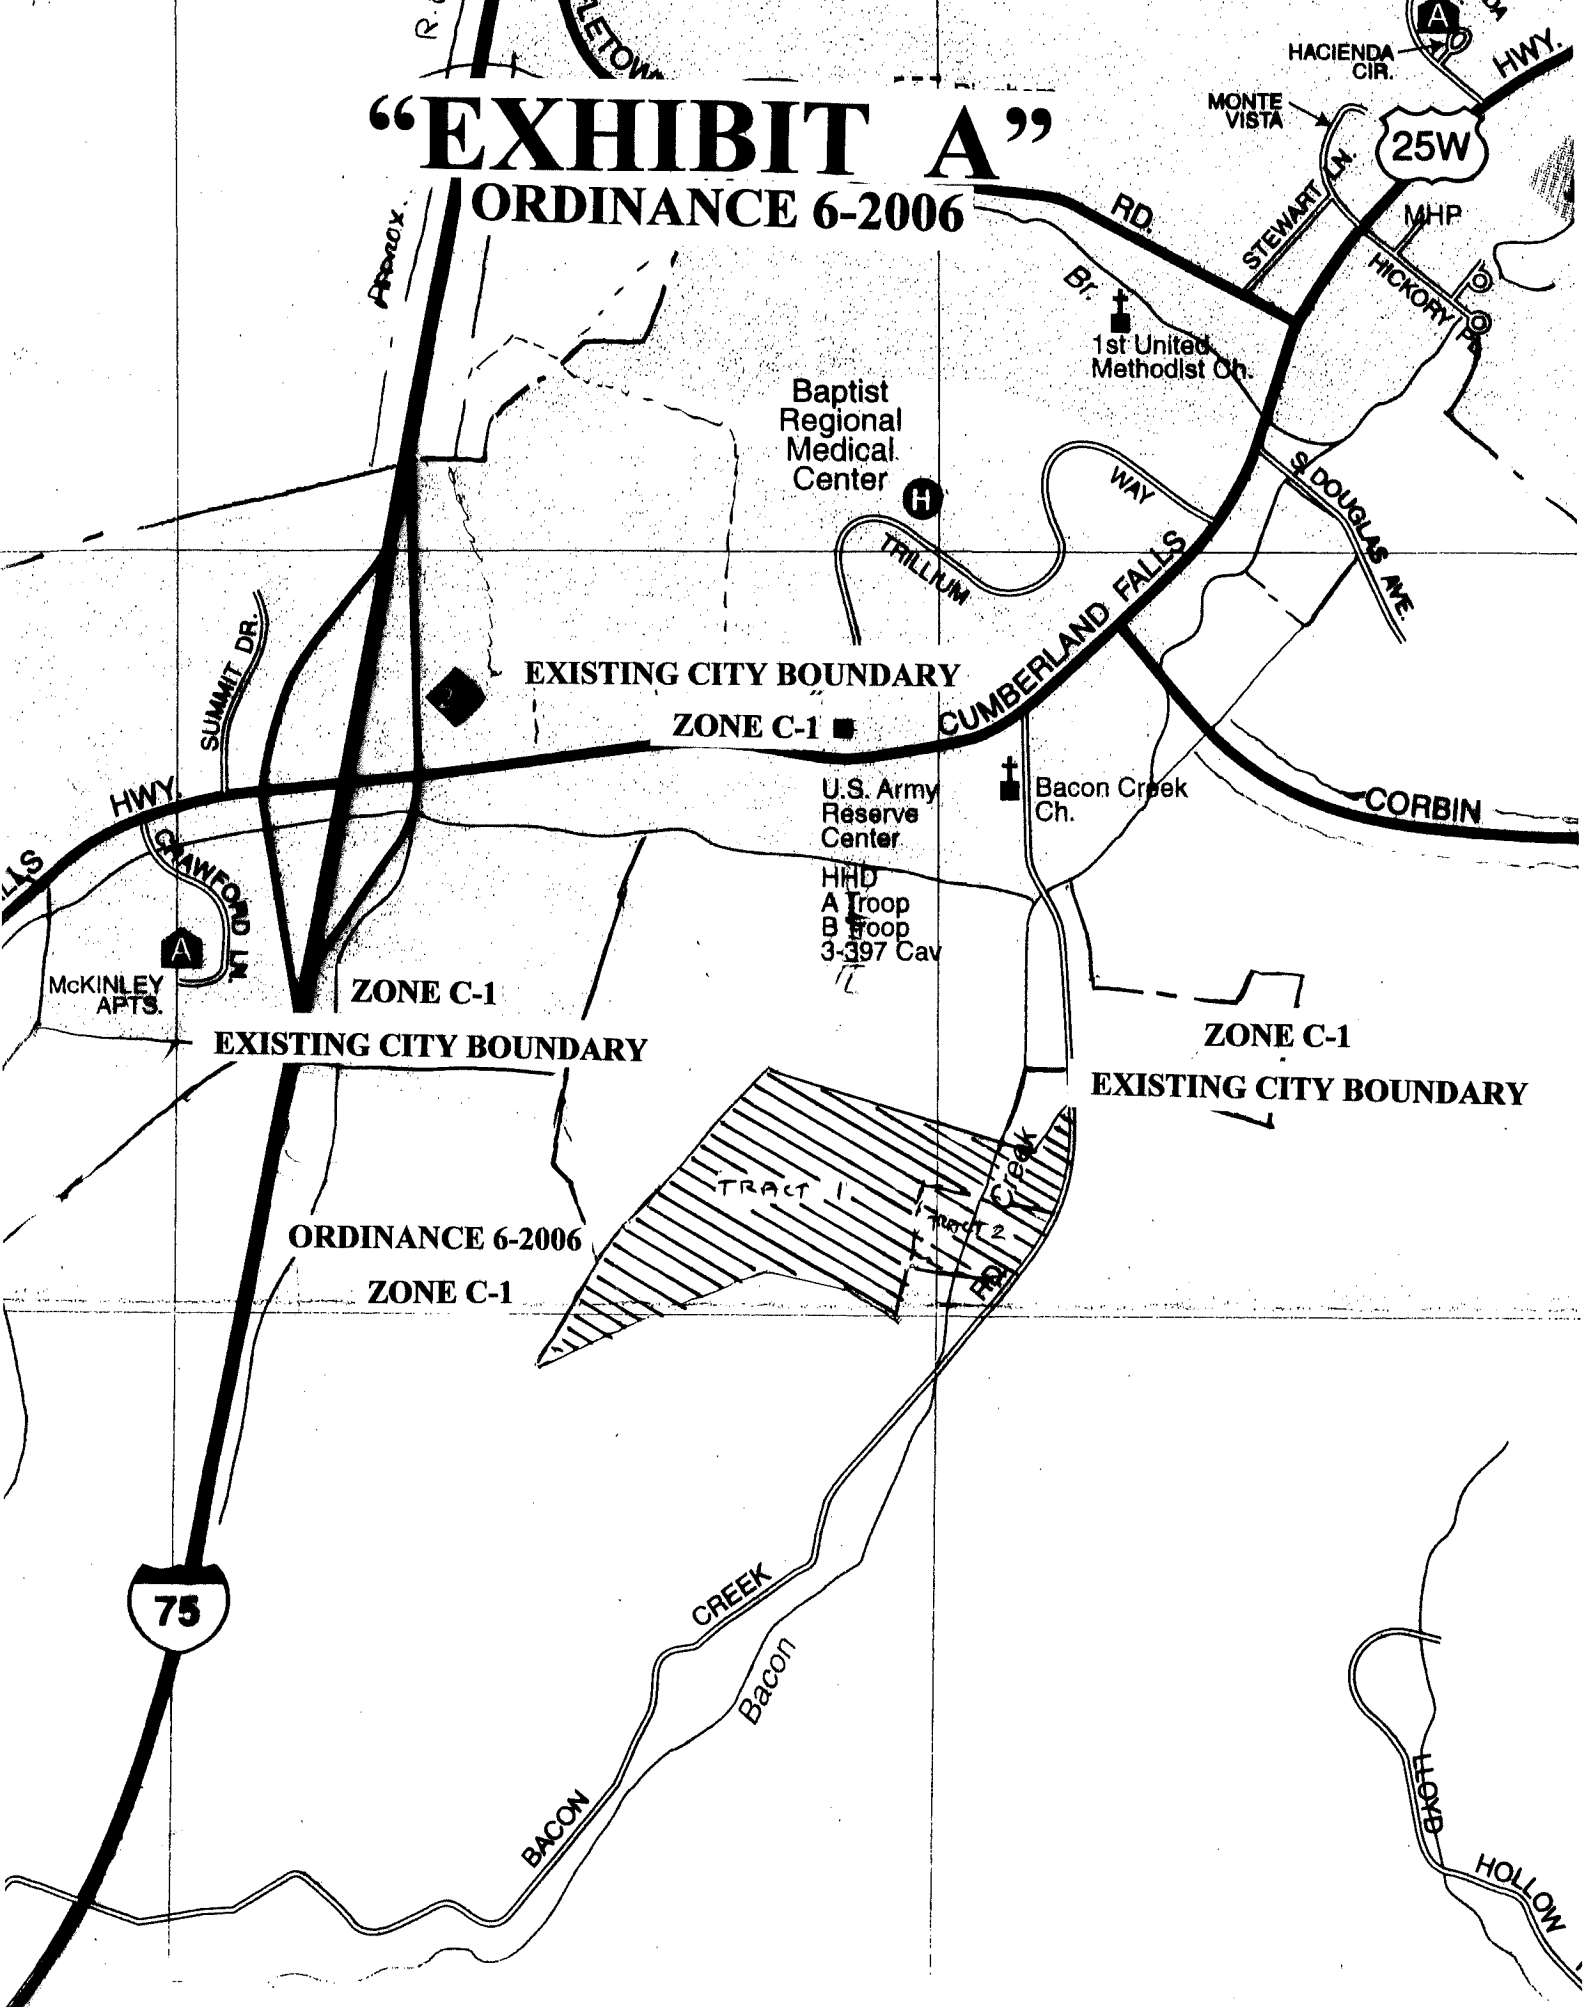 HACIENDA
CIR.
A
HWY.
MONTE
VISTA
25W
"EXHIBIT A"
ORDINANCE 6-2006
RD.
STEWART LN.
MHP
HICKORY
APPROX.
Br.
1st United
Methodist Ch.
Baptist
Regional
Medical
Center
H
WAY
S. DOUGLAS AVE.
TRILLIUM
SUMMIT DR.
EXISTING CITY BOUNDARY
ZONE C-1
CUMBERLAND FALLS
HWY.
U.S. Army
Reserve
Center
HHD
A Troop
B Troop
3-397 Cav
Bacon Creek
Ch.
CORBIN
CRAWFORD LN.
A
McKINLEY
APTS.
ZONE C-1
EXISTING CITY BOUNDARY
ZONE C-1
EXISTING CITY BOUNDARY
Creek
TRACT 1
TRACT 2
RD.
ORDINANCE 6-2006
ZONE C-1
75
CREEK
Bacon
BACON
LLOYD
HOLLOW